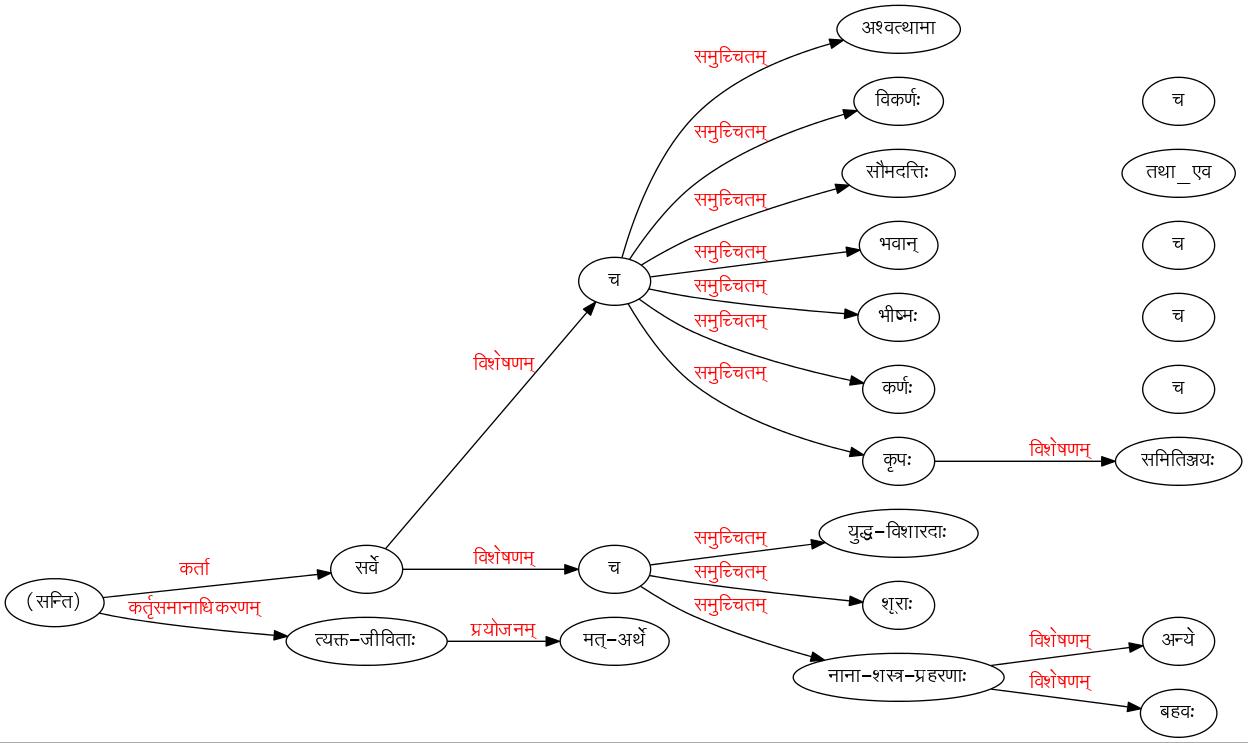 अश्वत्थामा
समुच्चितम्
विकर्णः
च
समुच्चितम्
सौमदत्तिः
तथा_एव
समुच्चितम्
भवान्
च
समुच्चितम्
च
समुच्चितम्
भीष्मः
च
समुच्चितम्
विशेषणम्
समुच्चितम्
कर्णः
च
कृपः
विशेषणम्
समितिञ्जयः
समुच्चितम्
युद्ध-विशारदाः
कर्ता
सर्वे
विशेषणम्
च
समुच्चितम्
(सन्ति)
कर्तृसमानाधिकरणम्
समुच्चितम्
शूराः
त्यक्त-जीविताः
प्रयोजनम्
मत्-अर्थे
विशेषणम्
अन्ये
नाना-शस्त्र-प्रहरणाः
विशेषणम्
बहवः